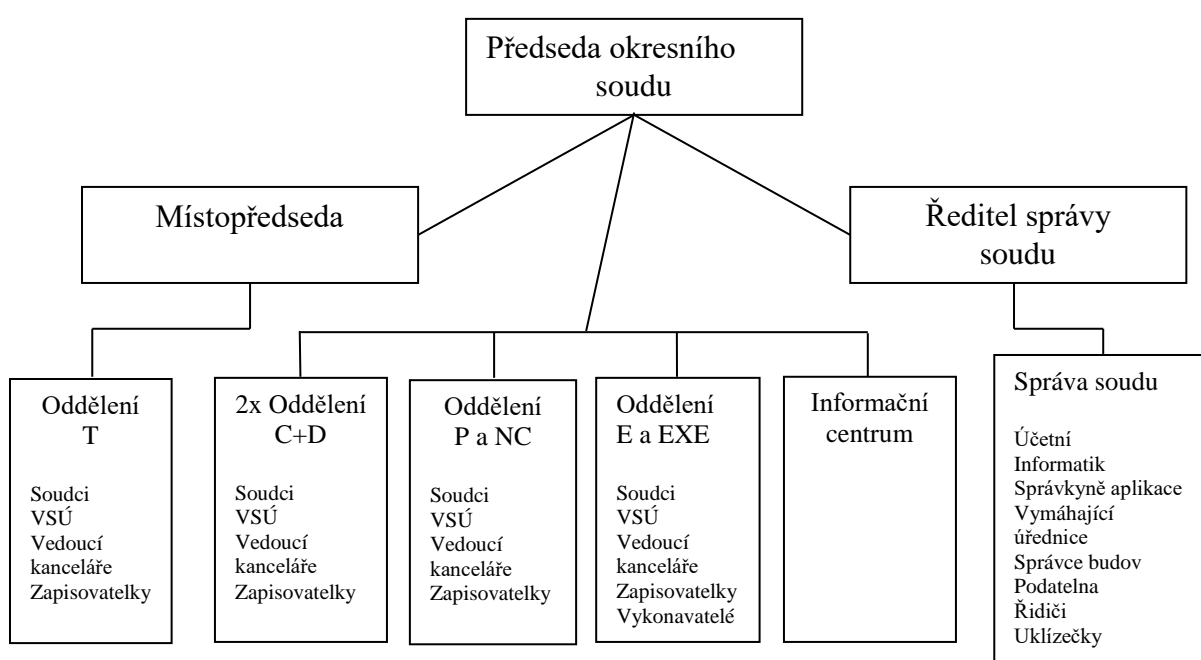 Předseda okresního
soudu
Místopředseda
Ředitel správy
soudu
Oddělení
T
Soudci
VSÚ
Vedoucí
kanceláře
Zapisovatelky
2x Oddělení
C+D
Soudci
VSÚ
Vedoucí
kanceláře
Zapisovatelky
Oddělení
P a NC
Soudci
VSÚ
Vedoucí
kanceláře
Zapisovatelky
Oddělení
E a EXE
Soudci
VSÚ
Vedoucí
kanceláře
Zapisovatelky
Vykonavatelé
Informační
centrum
Správa soudu
Účetní
Informatik
Správkyně aplikace
Vymáhající
úřednice
Správce budov
Podatelna
Řidiči
Uklízečky